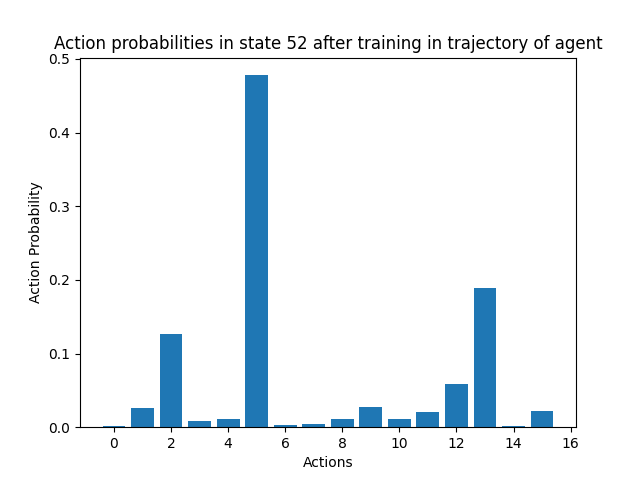 Action probabilities in state 52 after training in trajectory of agent
0.5
0.4
0.3
0.2
0.1
0.0
Action Probability
0 2 4 6 8 10 12 14 16
Actions